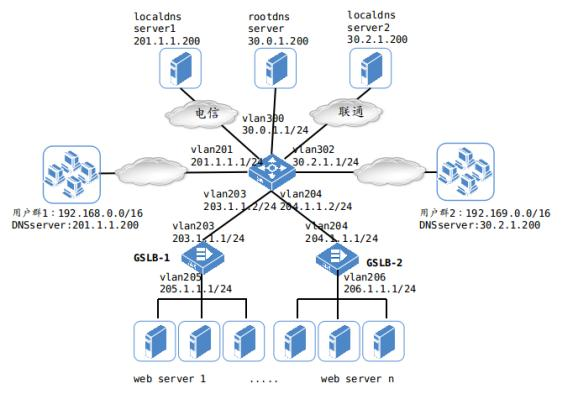 localdns
server1
201.1.1.200
rootdns
server
30.0.1.200
localdns
server2
30.2.1.200
电信
联通
vlan300
30.0.1.1/24
vlan201
201.1.1.1/24
vlan302
30.2.1.1/24
用户群1：192.168.0.0/16
DNSserver:201.1.1.200
用户群2：192.169.0.0/16
DNSserver:30.2.1.200
vlan203
203.1.1.2/24
vlan204
204.1.1.2/24
vlan203
203.1.1.1/24
vlan204
204.1.1.1/24
GSLB-1
GSLB-2
vlan205
205.1.1.1/24
vlan206
206.1.1.1/24
web server 1
.....
web server n